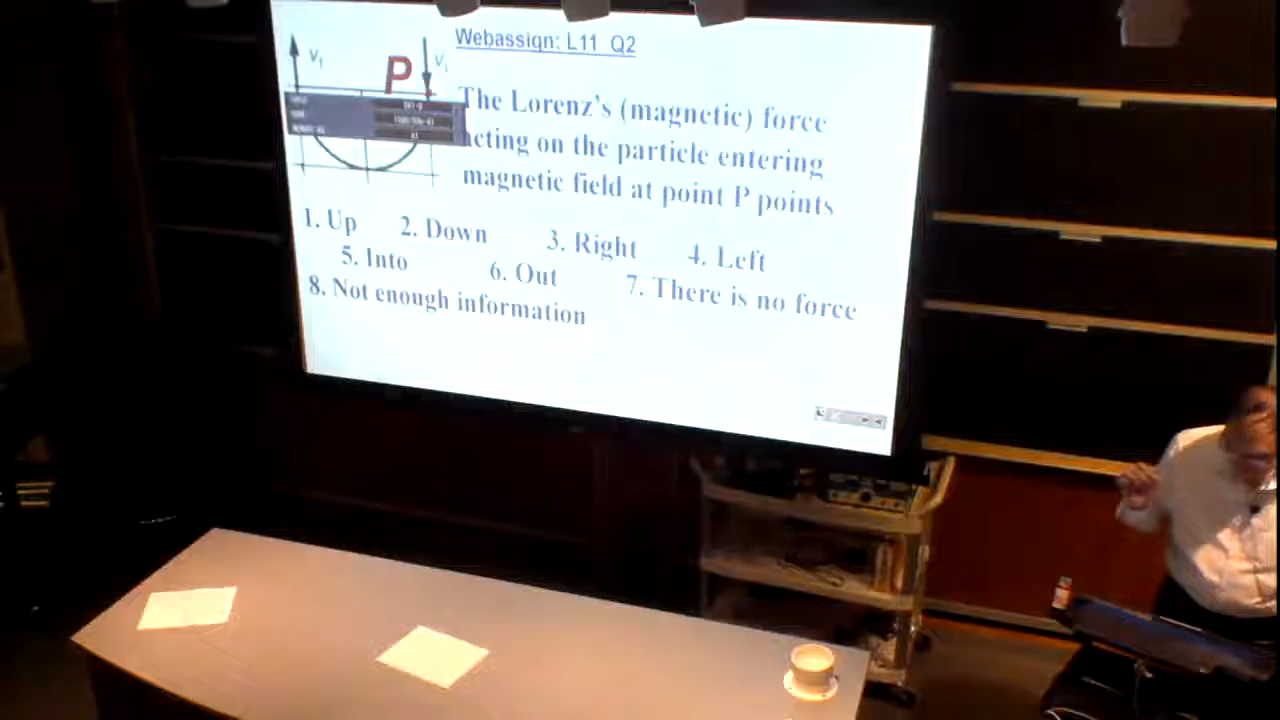 Webassign: L11 Q2
Vf
P
Vi
The Lorenz's (magnetic) force
acting on the particle entering
magnetic field at point P points
1. Up 2. Down 3. Right 4. Left
5. Into 6. Out 7. There is no force
8. Not enough information